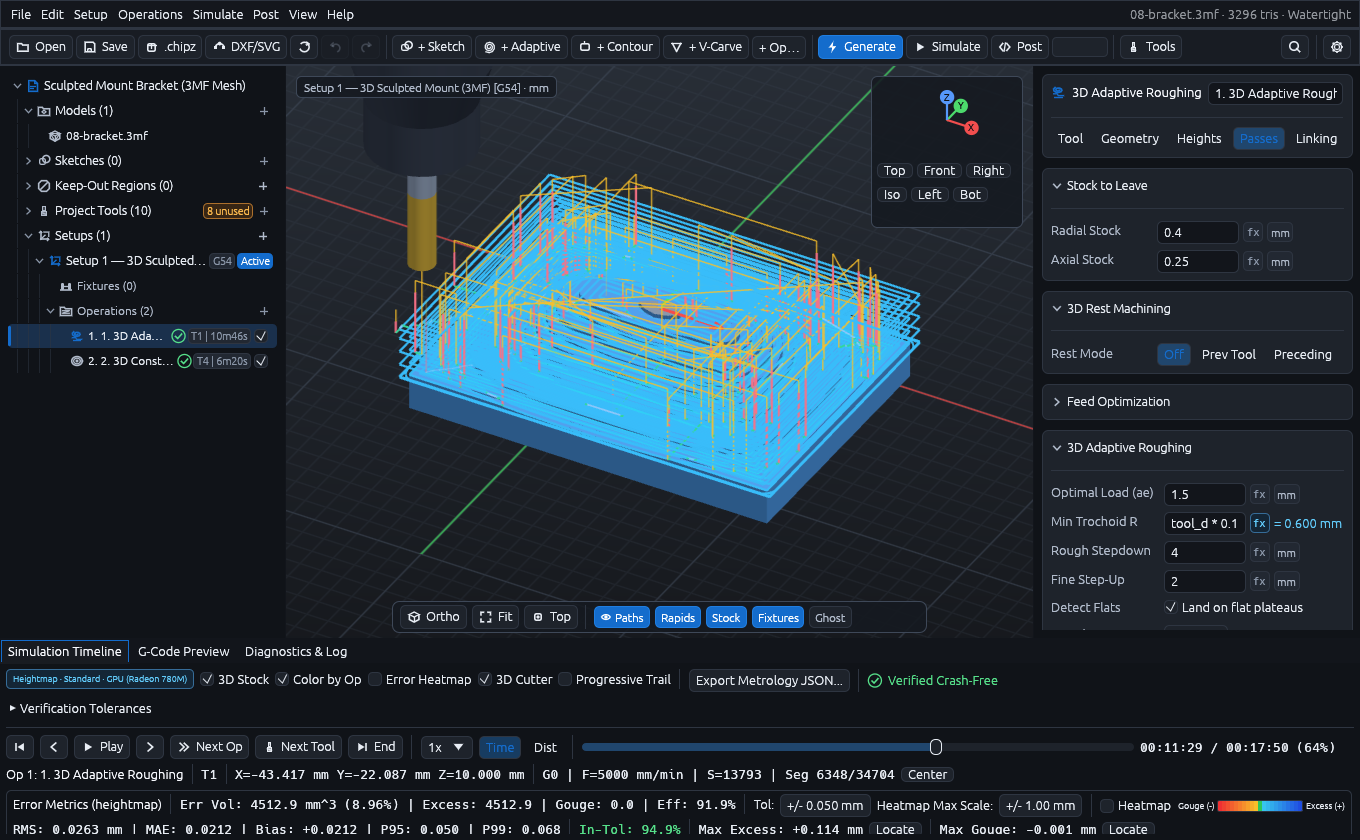 File Edit Setup Operations Simulate Post View Help
08-bracket.3mf · 3296 tris · Watertight
Open Save .chipz DXF/SVG + Sketch + Adaptive + Contour + V-Carve + Op... Generate Simulate Post Tools
Sculpted Mount Bracket (3MF Mesh)
Models (1) +
08-bracket.3mf
Sketches (0) +
Keep-Out Regions (0) +
Project Tools (10) 8 unused +
Setups (1) +
Setup 1 — 3D Sculpted... G54 Active
Fixtures (0)
Operations (2) +
1. 1. 3D Ada... T1 | 10m46s
2. 2. 3D Const... T4 | 6m20s
Setup 1 — 3D Sculpted Mount (3MF) [G54] · mm
Z
Y
X
Top Front Right
Iso Left Bot
Ortho Fit Top Paths Rapids Stock Fixtures Ghost
3D Adaptive Roughing 1. 3D Adaptive Rough
Tool Geometry Heights Passes Linking
Stock to Leave
Radial Stock 0.4 fx mm
Axial Stock 0.25 fx mm
3D Rest Machining
Rest Mode Off Prev Tool Preceding
Feed Optimization
3D Adaptive Roughing
Optimal Load (ae) 1.5 fx mm
Min Trochoid R tool_d * 0.1 fx = 0.600 mm
Rough Stepdown 4 fx mm
Fine Step-Up 2 fx mm
Detect Flats Land on flat plateaus
Simulation Timeline G-Code Preview Diagnostics & Log
Heightmap · Standard · GPU (Radeon 780M) 3D Stock Color by Op Error Heatmap 3D Cutter Progressive Trail Export Metrology JSON... Verified Crash-Free
Verification Tolerances
Play Next Op Next Tool End 1x Time Dist 00:11:29 / 00:17:50 (64%)
Op 1: 1. 3D Adaptive Roughing T1 X=-43.417 mm Y=-22.087 mm Z=10.000 mm G0 | F=5000 mm/min | S=13793 | Seg 6348/34704 Center
Error Metrics (heightmap) Err Vol: 4512.9 mm^3 (8.96%) | Excess: 4512.9 | Gouge: 0.0 | Eff: 91.9% Tol: +/- 0.050 mm Heatmap Max Scale: +/- 1.00 mm Heatmap Gouge (-) Excess (+)
RMS: 0.0263 mm | MAE: 0.0212 | Bias: +0.0212 | P95: 0.050 | P99: 0.068 In-Tol: 94.9% Max Excess: +0.114 mm Locate Max Gouge: -0.001 mm Locate